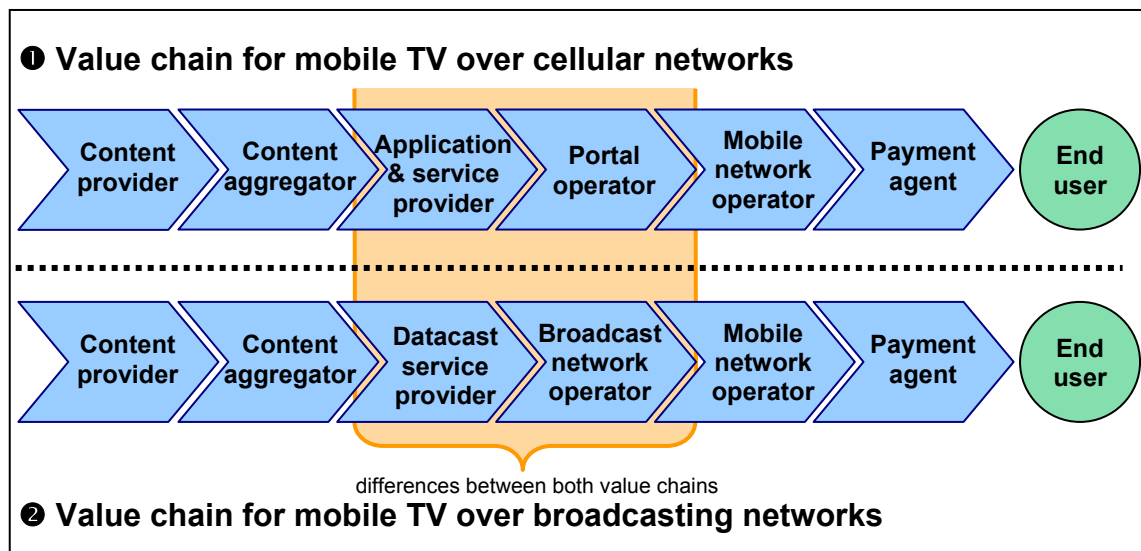 ❶ Value chain for mobile TV over cellular networks
Content
provider
Content
aggregator
Application
& service
provider
Portal
operator
Mobile
network
operator
Payment
agent
End
user
Content
provider
Content
aggregator
Datacast
service
provider
Broadcast
network
operator
Mobile
network
operator
Payment
agent
End
user
differences between both value chains
❷ Value chain for mobile TV over broadcasting networks